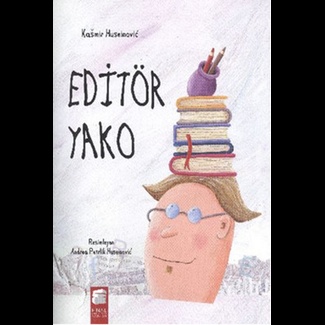 Kašmir Huseinović
EDİTÖR
YAKO
Resimleyen
Andrea Petrlik Huseinović